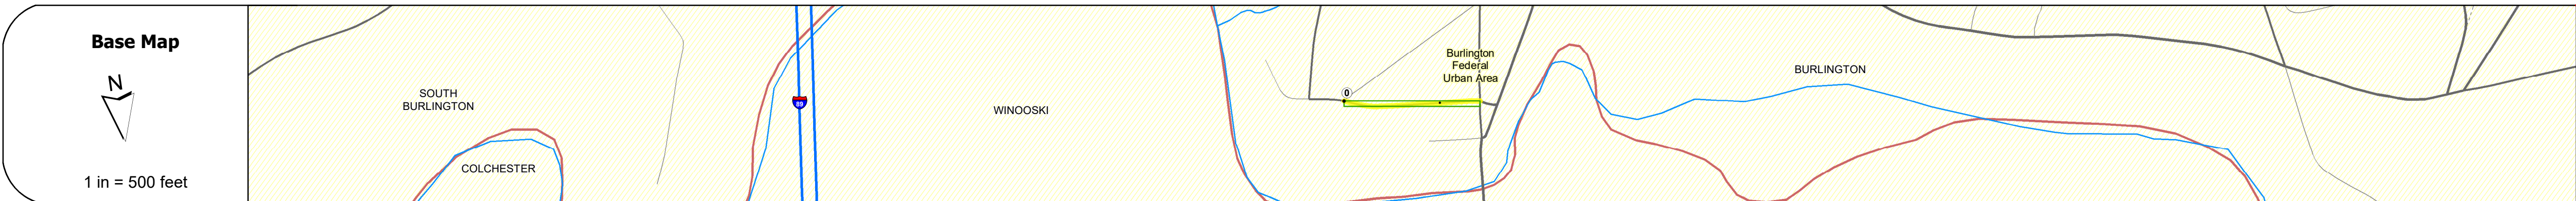 Base Map
N
1 in = 500 feet
SOUTH
BURLINGTON
COLCHESTER
89
WINOOSKI
0
Burlington
Federal
Urban Area
BURLINGTON